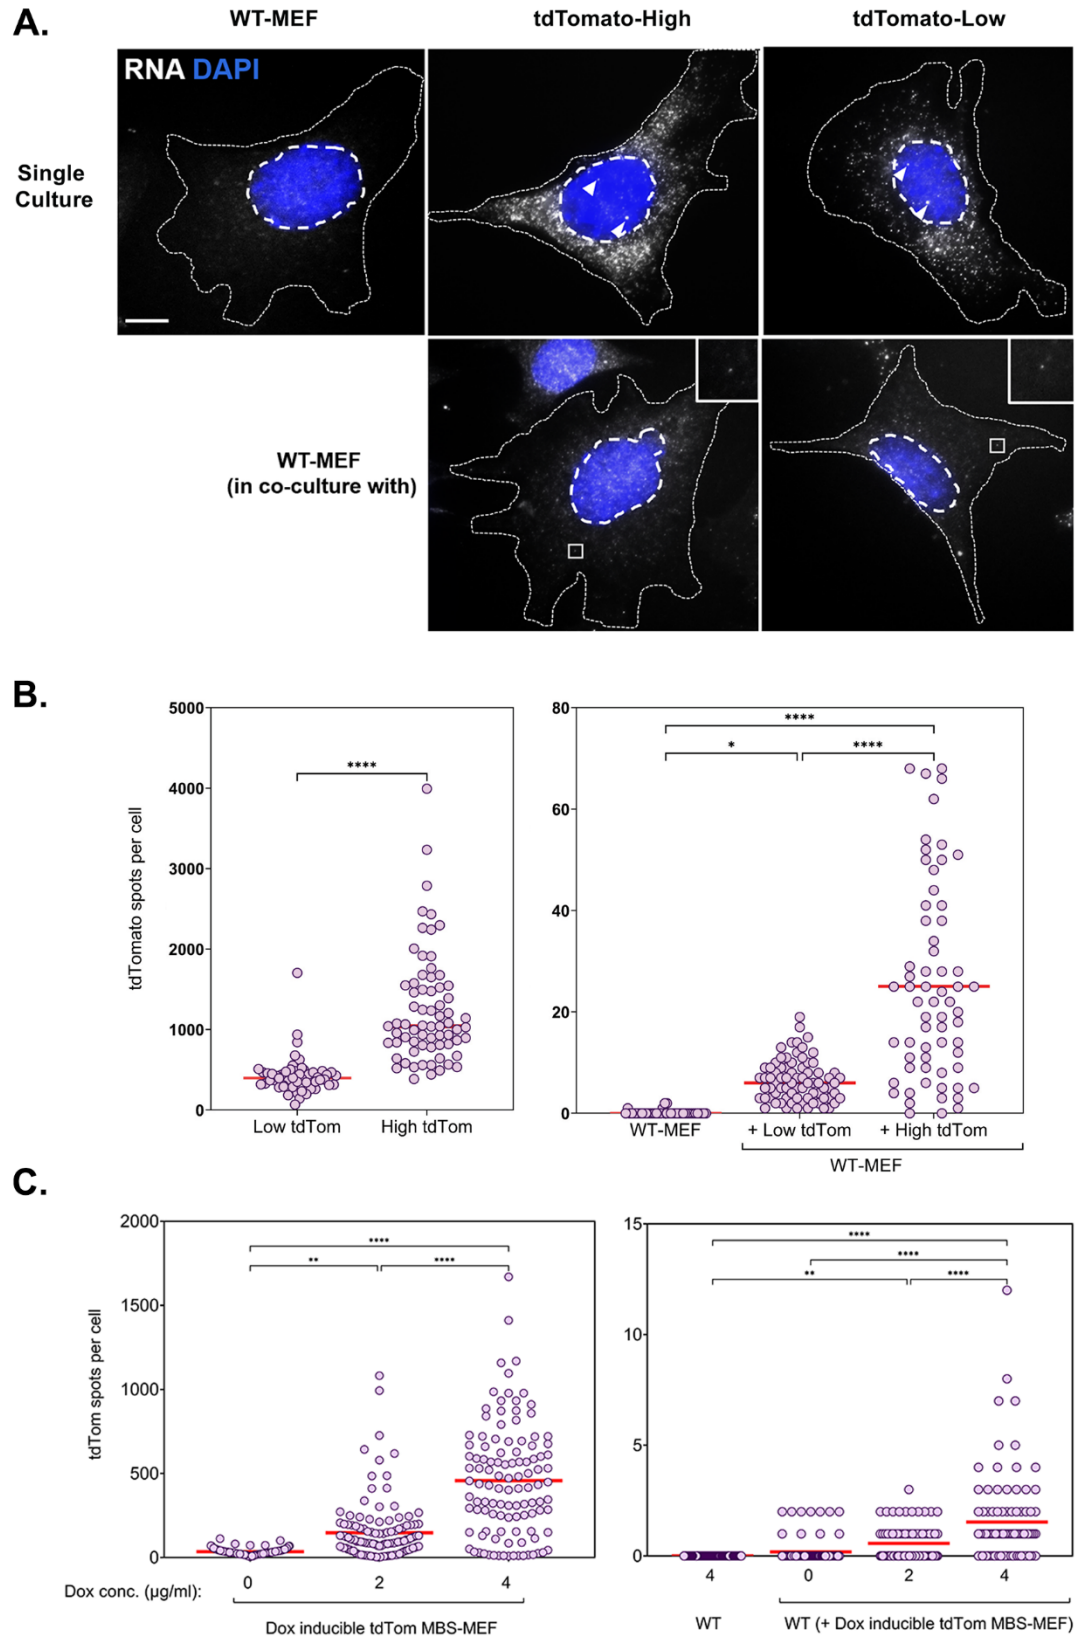 A.
WT-MEF tdTomato-High tdTomato-Low
RNA DAPI
Single
Culture
WT-MEF
(in co-culture with)
B.
5000
4000
3000
2000
1000
0
tdTomato spots per cell
****
Low tdTom High tdTom
80
60
40
20
0
****
* ****
WT-MEF + Low tdTom + High tdTom
WT-MEF
C.
2000
1500
1000
500
0
tdTom spots per cell
****
** ****
Dox conc. (µg/ml): 0 2 4
Dox inducible tdTom MBS-MEF
15
10
5
0
****
****
** ****
4 0 2 4
WT WT (+ Dox inducible tdTom MBS-MEF)